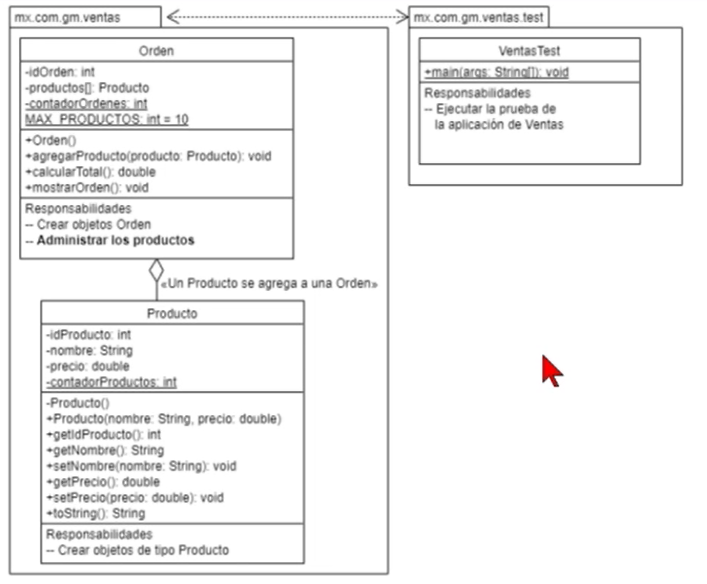 mx.com.gm.ventas
Orden
-idOrden: int
-productos[]: Producto
-contadorOrdenes: int
MAX_PRODUCTOS: int = 10
+Orden()
+agregarProducto(producto: Producto): void
+calcularTotal(): double
+mostrarOrden(): void
Responsabilidades
-- Crear objetos Orden
-- Administrar los productos
«Un Producto se agrega a una Orden»
Producto
-idProducto: int
-nombre: String
-precio: double
-contadorProductos: int
-Producto()
+Producto(nombre: String, precio: double)
+getIdProducto(): int
+getNombre(): String
+setNombre(nombre: String): void
+getPrecio(): double
+setPrecio(precio: double): void
+toString(): String
Responsabilidades
-- Crear objetos de tipo Producto
mx.com.gm.ventas.test
VentasTest
+main(args: String[]): void
Responsabilidades
-- Ejecutar la prueba de
la aplicación de Ventas